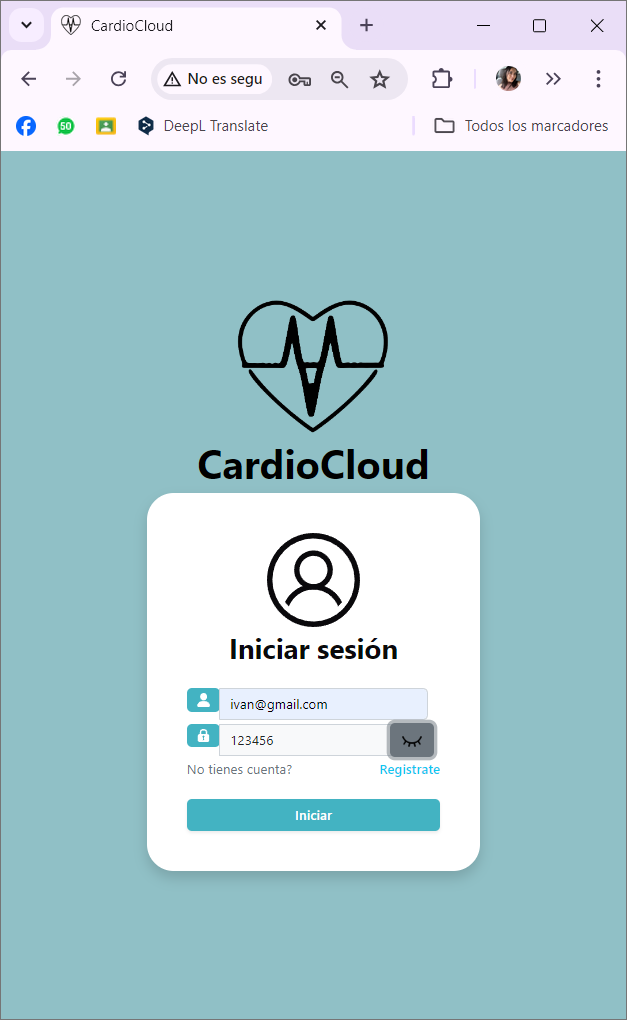 CardioCloud
No es segu
50
DeepL Translate
Todos los marcadores
CardioCloud
Iniciar sesión
ivan@gmail.com
123456
No tienes cuenta? Registrate
Iniciar